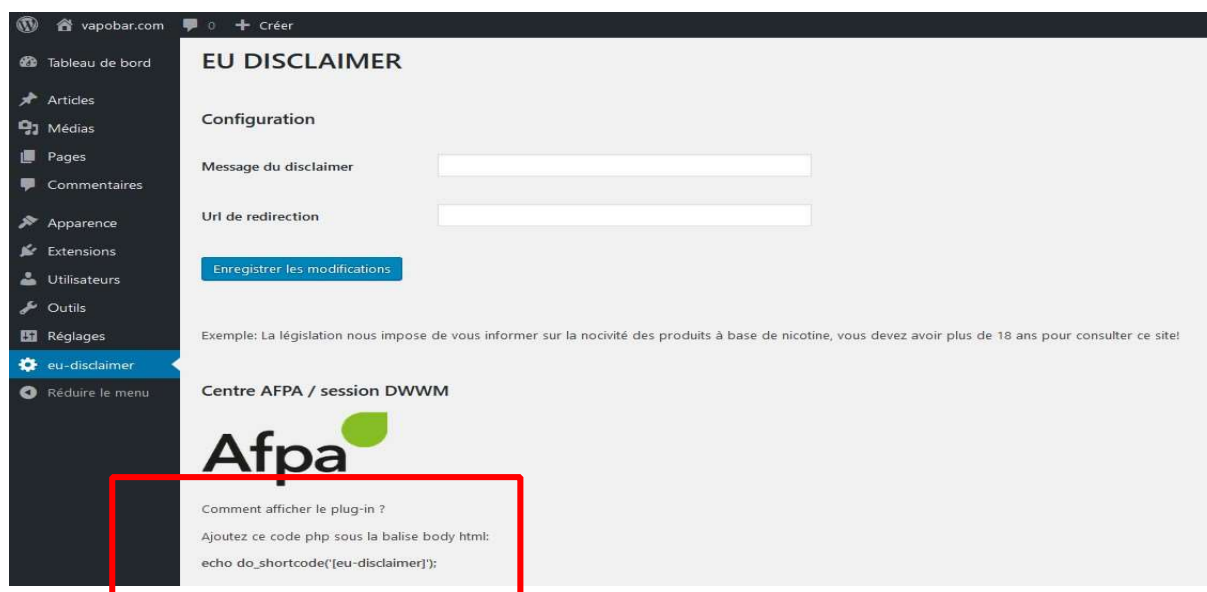 vapobar.com 0 + Créer
Tableau de bord
Articles
Médias
Pages
Commentaires
Apparence
Extensions
Utilisateurs
Outils
Réglages
eu-disclaimer
Réduire le menu
EU DISCLAIMER
Configuration
Message du disclaimer
Url de redirection
Enregistrer les modifications
Exemple: La législation nous impose de vous informer sur la nocivité des produits à base de nicotine, vous devez avoir plus de 18 ans pour consulter ce site!
Centre AFPA / session DWWM
Afpa
Comment afficher le plug-in ?
Ajoutez ce code php sous la balise body html:
echo do_shortcode('[eu-disclaimer]');